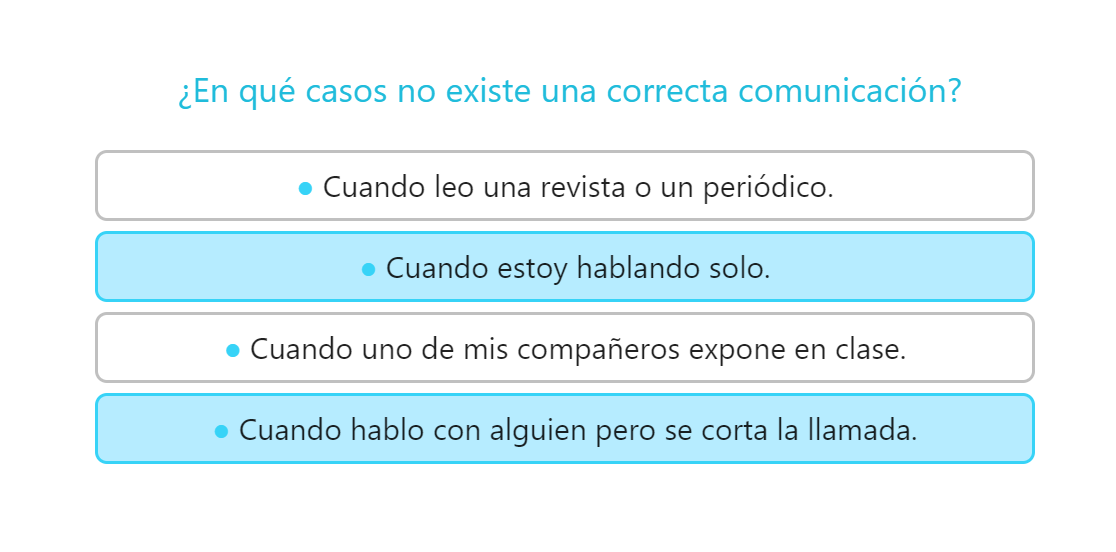 ¿En qué casos no existe una correcta comunicación?
• Cuando leo una revista o un periódico.
• Cuando estoy hablando solo.
• Cuando uno de mis compañeros expone en clase.
• Cuando hablo con alguien pero se corta la llamada.